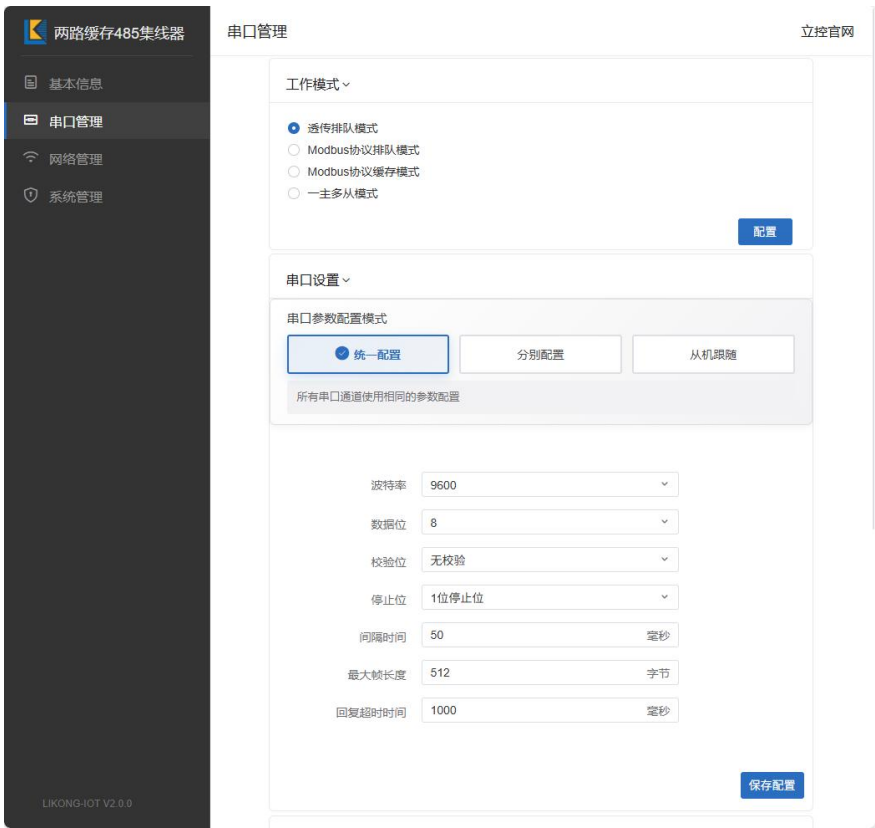 两路缓存485集线器
串口管理
立控官网
基本信息
串口管理
网络管理
系统管理
工作模式
透传排队模式
Modbus协议排队模式
Modbus协议缓存模式
一主多从模式
配置
串口设置
串口参数配置模式
统一配置
分别配置
从机跟随
所有串口通道使用相同的参数配置
波特率 9600
数据位 8
校验位 无校验
停止位 1位停止位
间隔时间 50 毫秒
最大帧长度 512 字节
回复超时时间 1000 毫秒
保存配置
LIKONG-IOT V2.0.0